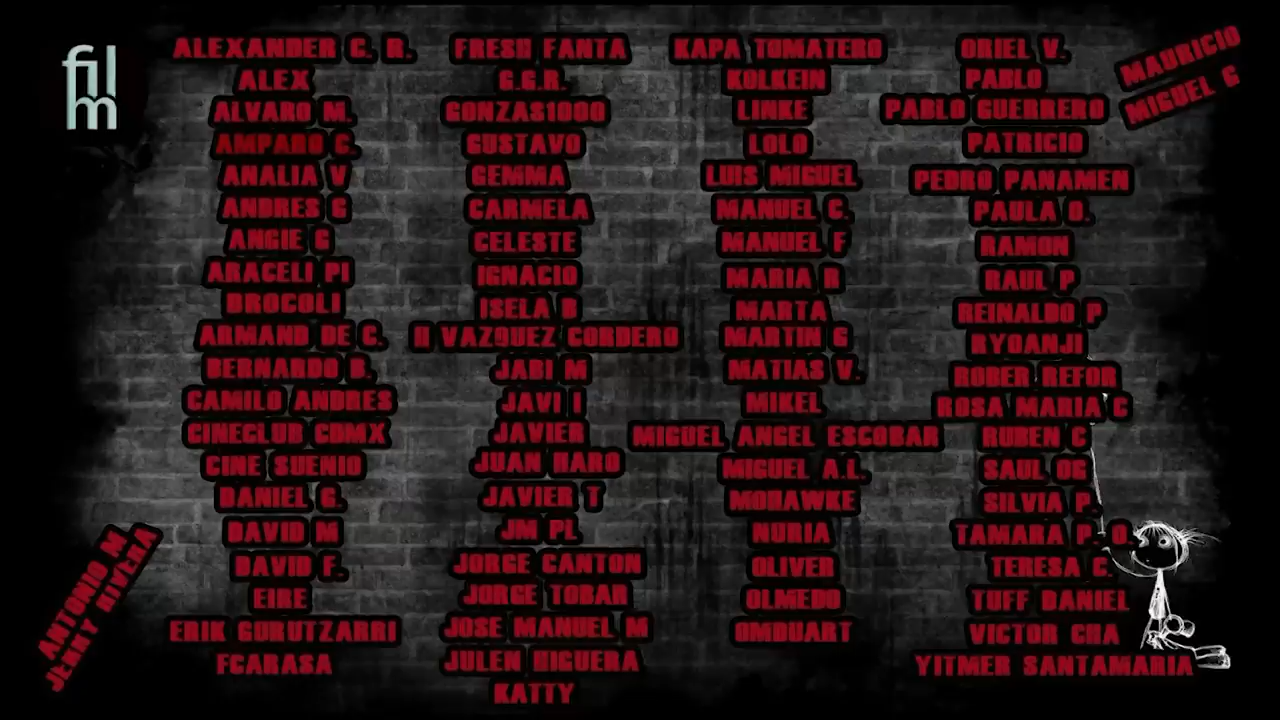 film
ALEXANDER C. R.
ALEX
ALVARO M.
AMPARO C.
ANALIA V
ANDRES G
ANGIE G
ARACELI PI
BROCOLI
ARMAND DE C.
BERNARDO B.
CAMILO ANDRES
CINECLUB CDMX
CINE SUENIO
DANIEL G.
DAVID M
DAVID F.
EIRE
ERIK GURUTZARRI
FCARASA
ANTONIO M
JENNY RIVERA
FRESH FANTA
G.G.R.
GONZAS1000
GUSTAVO
GEMMA
CARMELA
CELESTE
IGNACIO
ISELA B
H VAZQUEZ CORDERO
JABI M
JAVI I
JAVIER
JUAN HARO
JAVIER T
JM PL
JORGE CANTON
JORGE TOBAR
JOSE MANUEL M
JULEN HIGUERA
KATTY
KAPA TOMATERO
KOLKEIN
LINKE
LOLO
LUIS MIGUEL
MANUEL C.
MANUEL F
MARIA R
MARTA
MARTIN G
MATIAS V.
MIKEL
MIGUEL ANGEL ESCOBAR
MIGUEL A.L.
MOHAWKE
NURIA
OLIVER
OLMEDO
OMDUART
ORIEL V.
PABLO
PABLO GUERRERO
PATRICIO
PEDRO PANAMEN
PAULA O.
RAMON
RAUL P
REINALDO P
RYOANJI
ROBER REFOR
ROSA MARIA C
RUBEN C
SAUL OG
SILVIA P.
TAMARA P. O.
TERESA C.
TUFF DANIEL
VICTOR CHA
YITMER SANTAMARIA
MAURICIO
MIGUEL G